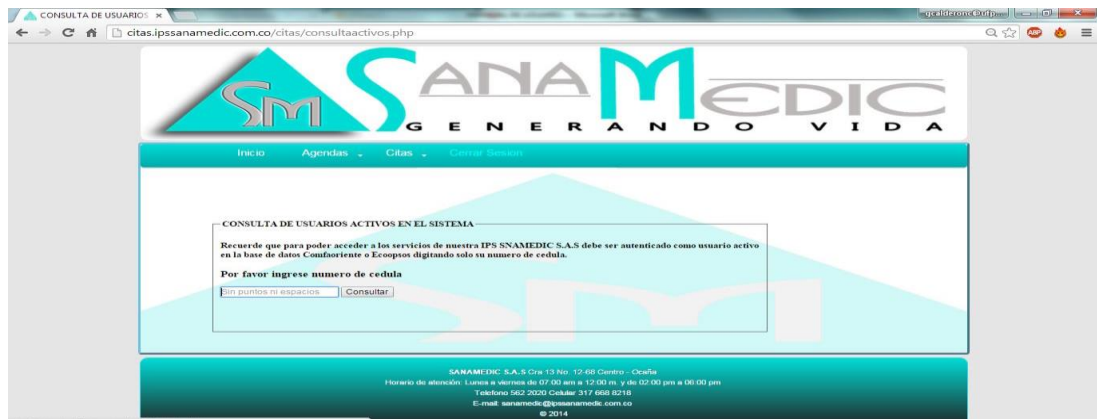 CONSULTA DE USUARIOS ×
citas.ipssanamedic.com.co/citas/consultaactivos.php
ABP
SM SANAMEDIC
GENERANDO VIDA
Inicio Agendas Citas Cerrar Sesion
CONSULTA DE USUARIOS ACTIVOS EN EL SISTEMA
Recuerde que para poder acceder a los servicios de nuestra IPS SNAMEDIC S.A.S debe ser autenticado como usuario activo
en la base de datos Comfaoriente o Ecoopsos digitando solo su numero de cedula.
Por favor ingrese numero de cedula
Sin puntos ni espacios Consultar
SM
SANAMEDIC S.A.S Cra 13 No. 12-68 Centro - Ocaña
Horario de atención: Lunes a viernes de 07:00 am a 12:00 m. y de 02:00 pm a 06:00 pm
Telefono 562 2020 Celular 317 668 8218
E-mail: sanamedic@ipssanamedic.com.co
© 2014